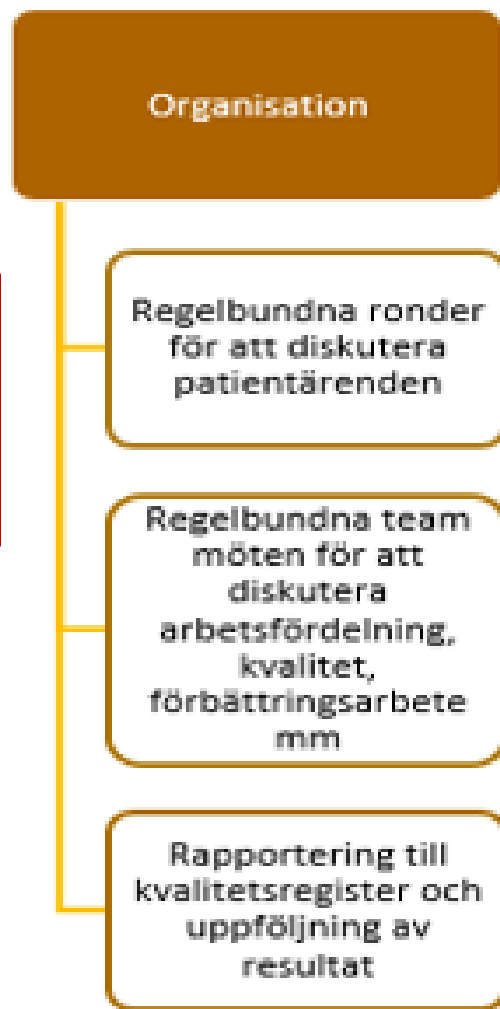 Organisation
Regelbundna ronder
för att diskutera
patientärenden
Regelbundna team
möten för att
diskutera
arbetsfördelning,
kvalitet,
förbättringsarbete
mm
Rapportering till
kvalitetsregister och
uppföljning av
resultat